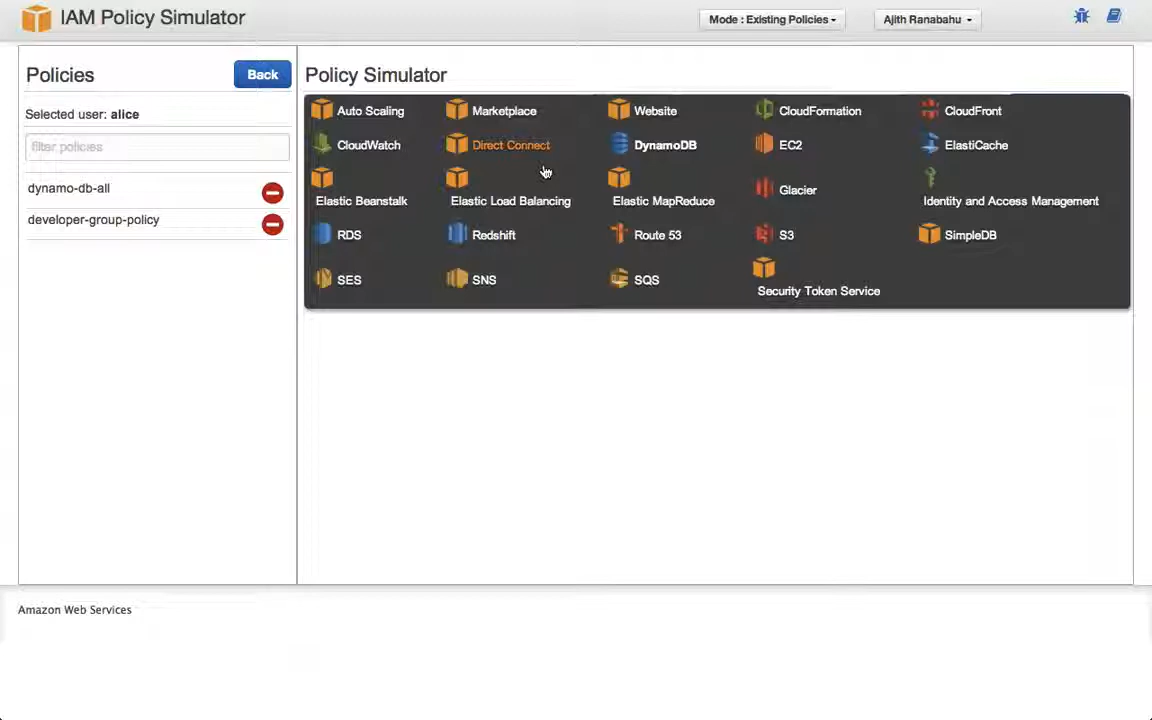 IAM Policy Simulator
Mode : Existing Policies
Ajith Ranabahu
Policies
Back
Selected user: alice
filter policies
dynamo-db-all
developer-group-policy
Policy Simulator
Auto Scaling
Marketplace
Website
CloudFormation
CloudFront
CloudWatch
Direct Connect
DynamoDB
EC2
ElastiCache
Elastic Beanstalk
Elastic Load Balancing
Elastic MapReduce
Glacier
Identity and Access Management
RDS
Redshift
Route 53
S3
SimpleDB
SES
SNS
SQS
Security Token Service
Amazon Web Services